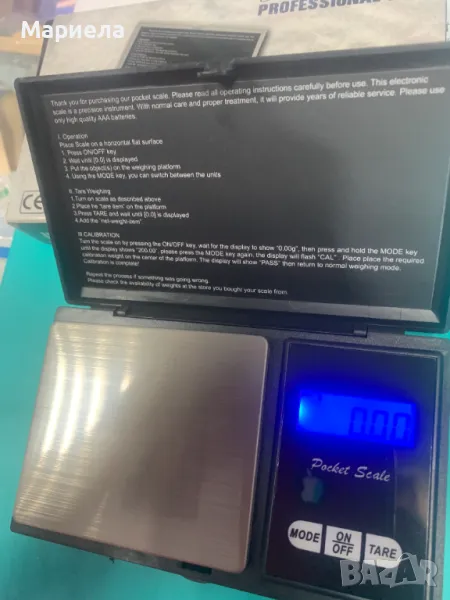 Мариела
PROFESSIONAL
Thank you for purchasing our pocket scale. Please read all operating instructions carefully before use. This electronic
scale is a precise instrument. With normal care and proper treatment, it will provide years of reliable service. Please use
only high quality AAA batteries.
I. Operation
Place Scale on a horizontal flat surface
1. Press ON/OFF key
2. Wait until [0.0] is displayed
3. Put the object(s) on the weighing platform
4. Using the MODE key, you can switch between the units
II. Tare Weighing
1.Turn on scale as described above
2.Place the "tare item" on the platform
3.Press TARE and wait until [0.0] is displayed
4.Add the "net-weight-item"
III.CALIBRATION
Turn the scale on by pressing the ON/OFF key, wait for the display to show "0.00g", then press and hold the MODE key
until the display shows "200.00", please press the MODE key again, the display will flash "CAL". Place place the required
calibration weight on the center of the platform. The display will show "PASS" then return to normal weighing mode.
Calibration is complete!
Repeat the process if something was going wrong.
Please check the availability of weights at the store you bought your scale from.
CE
0.00
Pocket Scale
MODE
ON
OFF
TARE
BAZAR